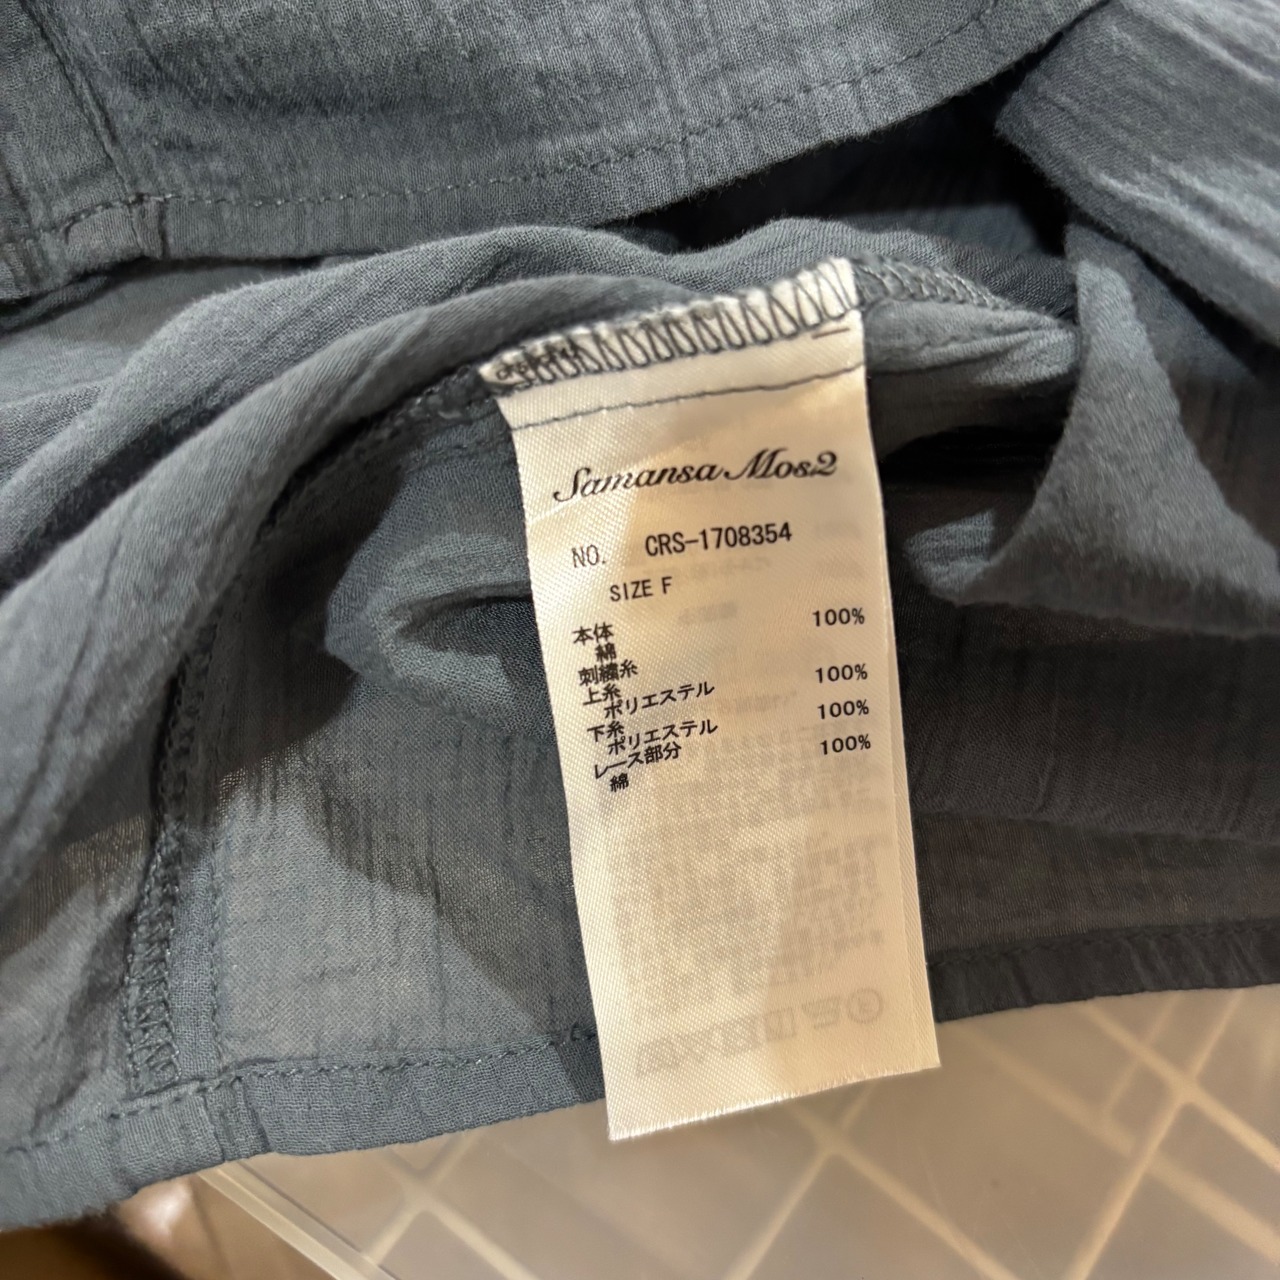 Samansa Mos2
NO. CRS-1708354
SIZE F
本体
綿 100%
刺繍糸
上糸
ポリエステル 100%
下糸
ポリエステル 100%
レース部分
綿 100%